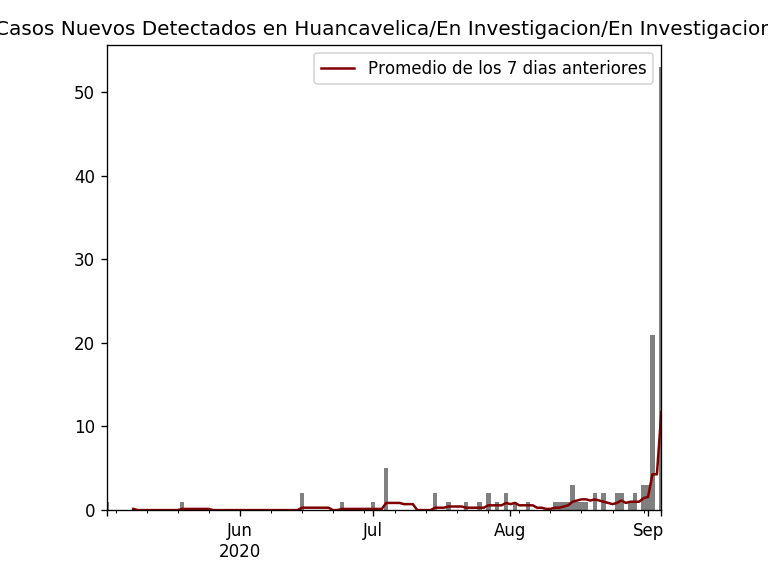 Casos Nuevos Detectados en Huancavelica/En Investigacion/En Investigacion
Promedio de los 7 dias anteriores
50
40
30
20
10
0
Jun Jul Aug Sep
2020